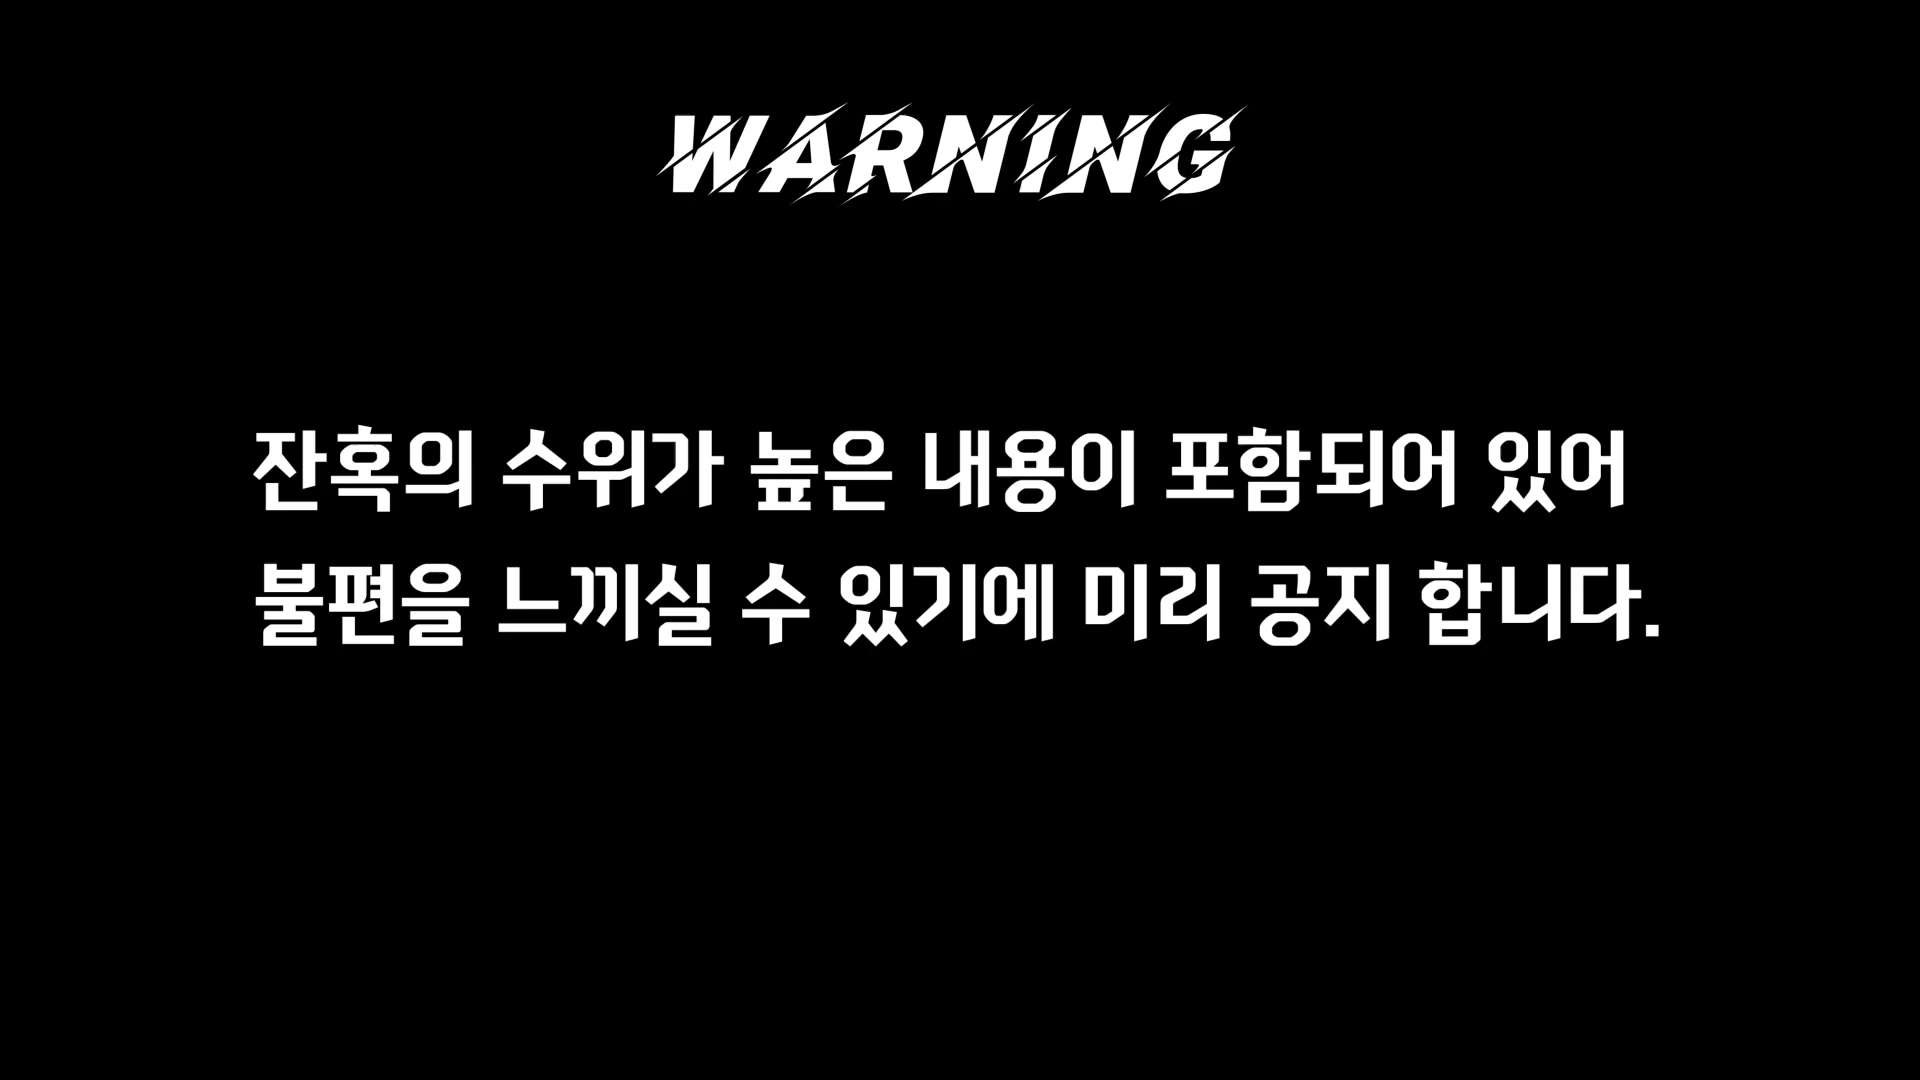 WARNING
잔혹의 수위가 높은 내용이 포함되어 있어
불편을 느끼실 수 있기에 미리 공지 합니다.